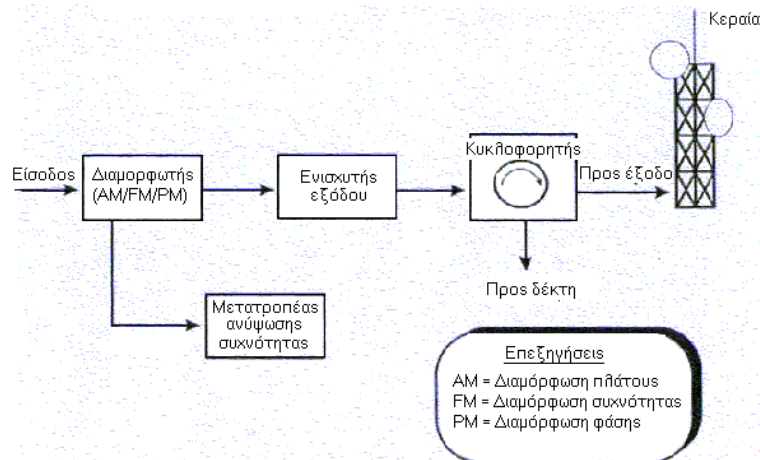 Κεραία
Είσοδος
Διαμορφωτής
(AM/FM/PM)
Ενισχυτής
εξόδου
Κυκλοφορητής
Προς έξοδο
Προς δέκτη
Μετατροπέας
ανύψωσης
συχνότητας
Επεξηγήσεις
AM = Διαμόρφωση πλάτους
FM = Διαμόρφωση συχνότητας
PM = Διαμόρφωση φάσης